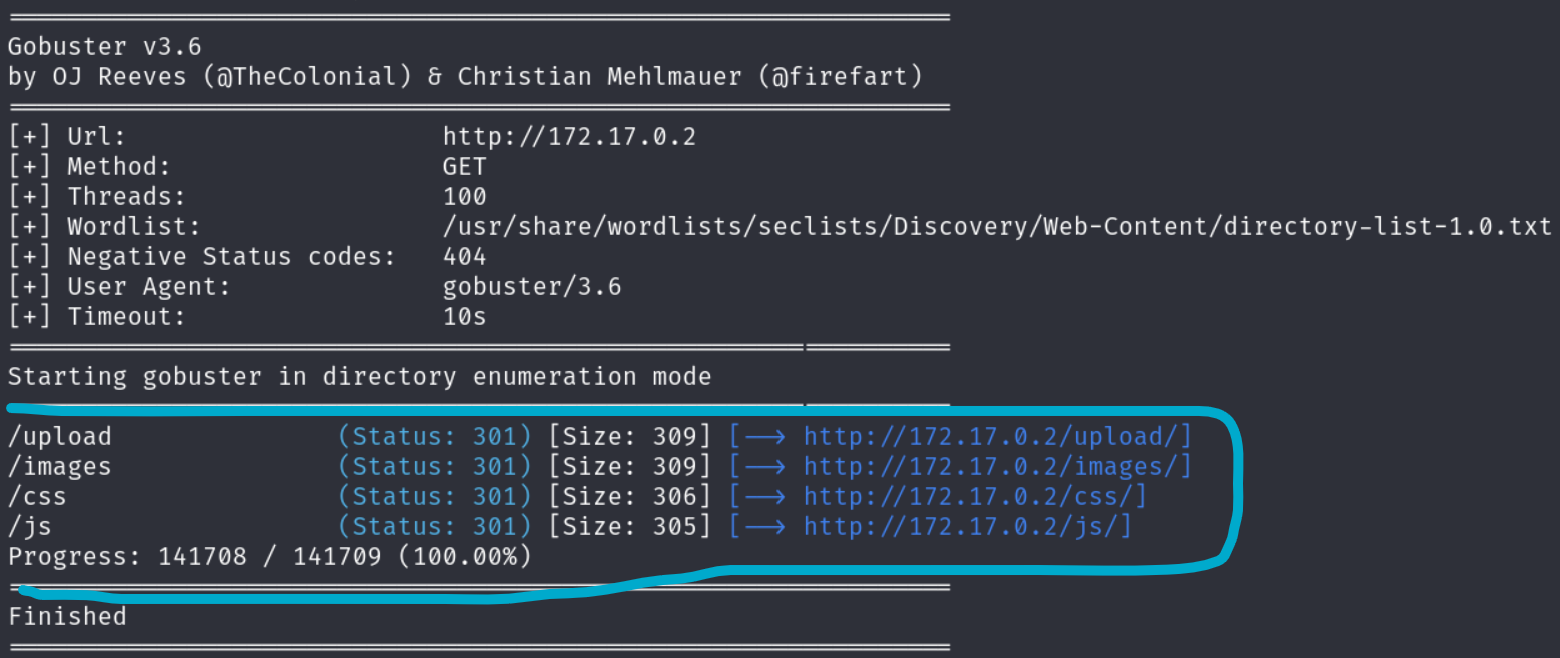 Gobuster v3.6
by OJ Reeves (@TheColonial) & Christian Mehlmauer (@firefart)
[+] Url: http://172.17.0.2
[+] Method: GET
[+] Threads: 100
[+] Wordlist: /usr/share/wordlists/seclists/Discovery/Web-Content/directory-list-1.0.txt
[+] Negative Status codes: 404
[+] User Agent: gobuster/3.6
[+] Timeout: 10s
Starting gobuster in directory enumeration mode
/upload (Status: 301) [Size: 309] [--> http://172.17.0.2/upload/]
/images (Status: 301) [Size: 309] [--> http://172.17.0.2/images/]
/css (Status: 301) [Size: 306] [--> http://172.17.0.2/css/]
/js (Status: 301) [Size: 305] [--> http://172.17.0.2/js/]
Progress: 141708 / 141709 (100.00%)
Finished